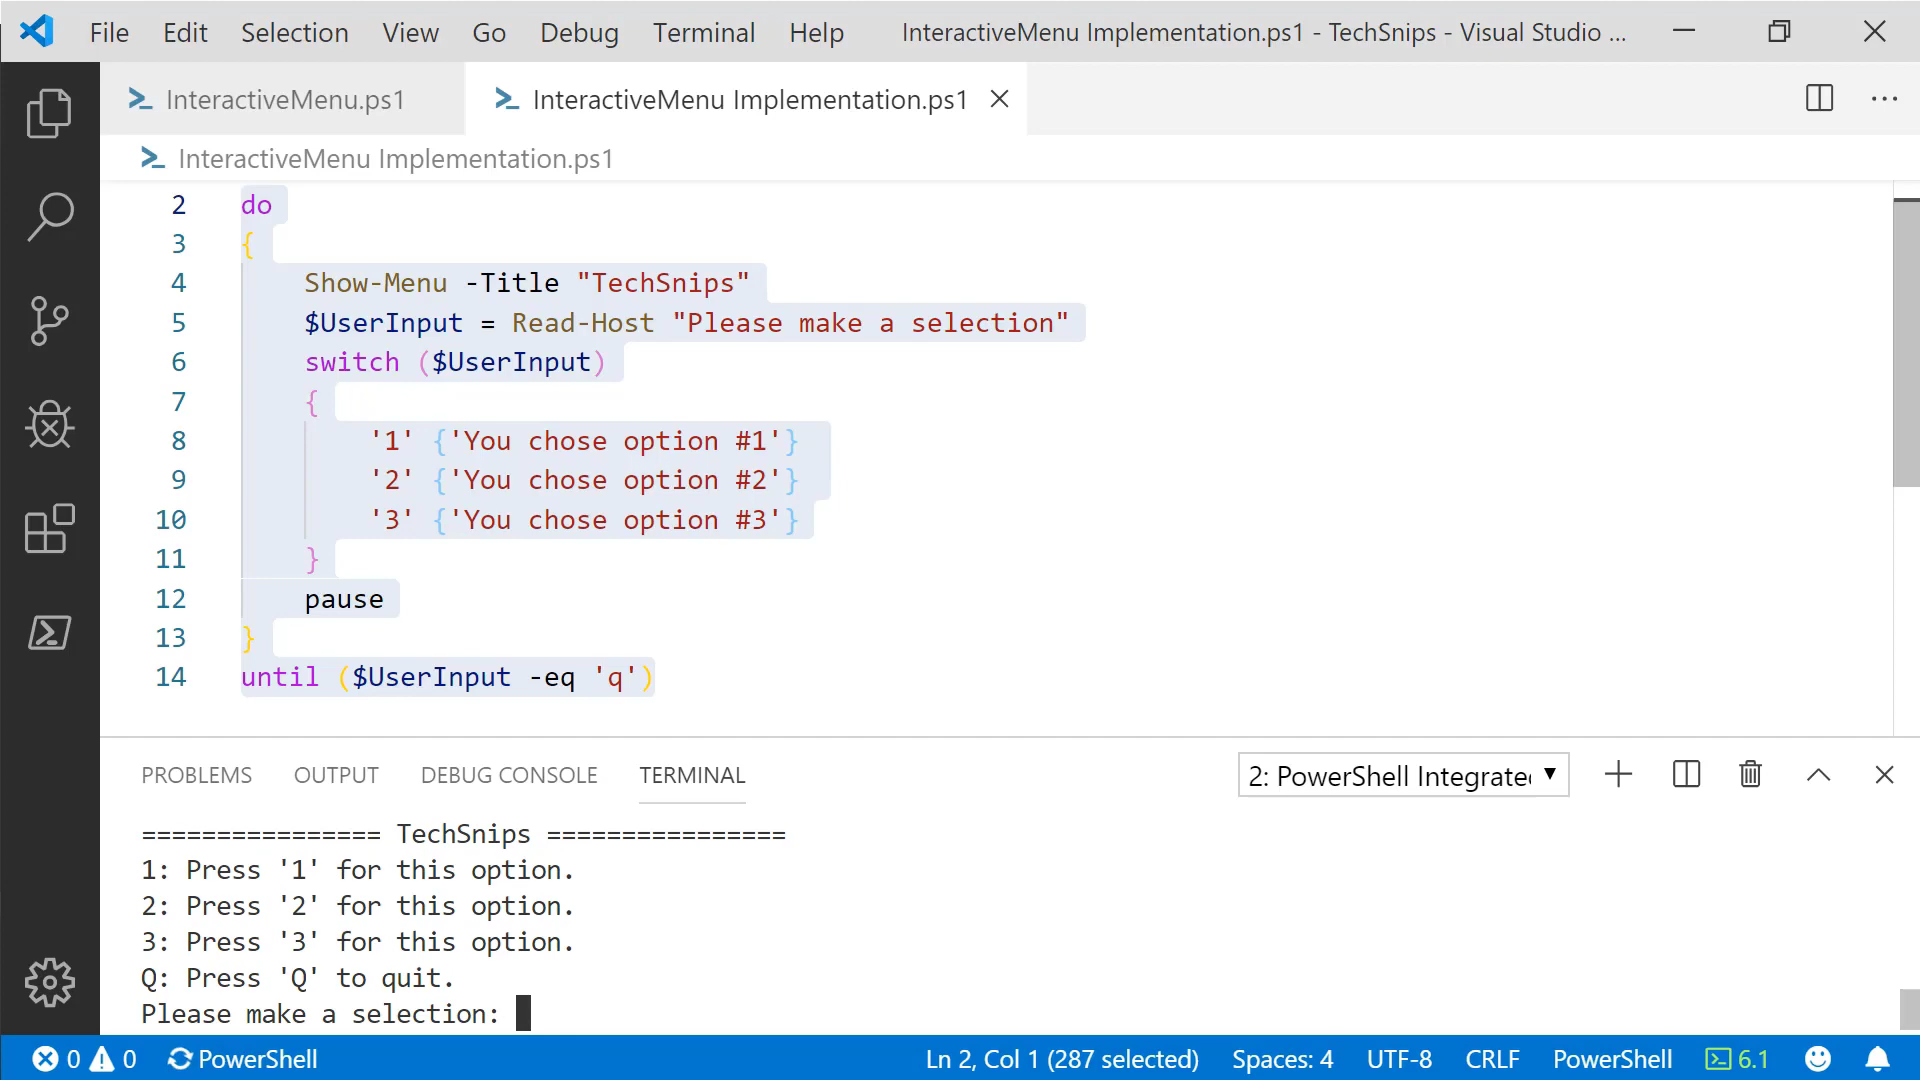 File Edit Selection View Go Debug Terminal Help InteractiveMenu Implementation.ps1 - TechSnips - Visual Studio ...
InteractiveMenu.ps1 InteractiveMenu Implementation.ps1
InteractiveMenu Implementation.ps1
2 do
3 {
4 Show-Menu -Title "TechSnips"
5 $UserInput = Read-Host "Please make a selection"
6 switch ($UserInput)
7 {
8 '1' {'You chose option #1'}
9 '2' {'You chose option #2'}
10 '3' {'You chose option #3'}
11 }
12 pause
13 }
14 until ($UserInput -eq 'q')
PROBLEMS OUTPUT DEBUG CONSOLE TERMINAL 2: PowerShell Integrate
================ TechSnips ================
1: Press '1' for this option.
2: Press '2' for this option.
3: Press '3' for this option.
Q: Press 'Q' to quit.
Please make a selection:
0 0 PowerShell Ln 2, Col 1 (287 selected) Spaces: 4 UTF-8 CRLF PowerShell 6.1